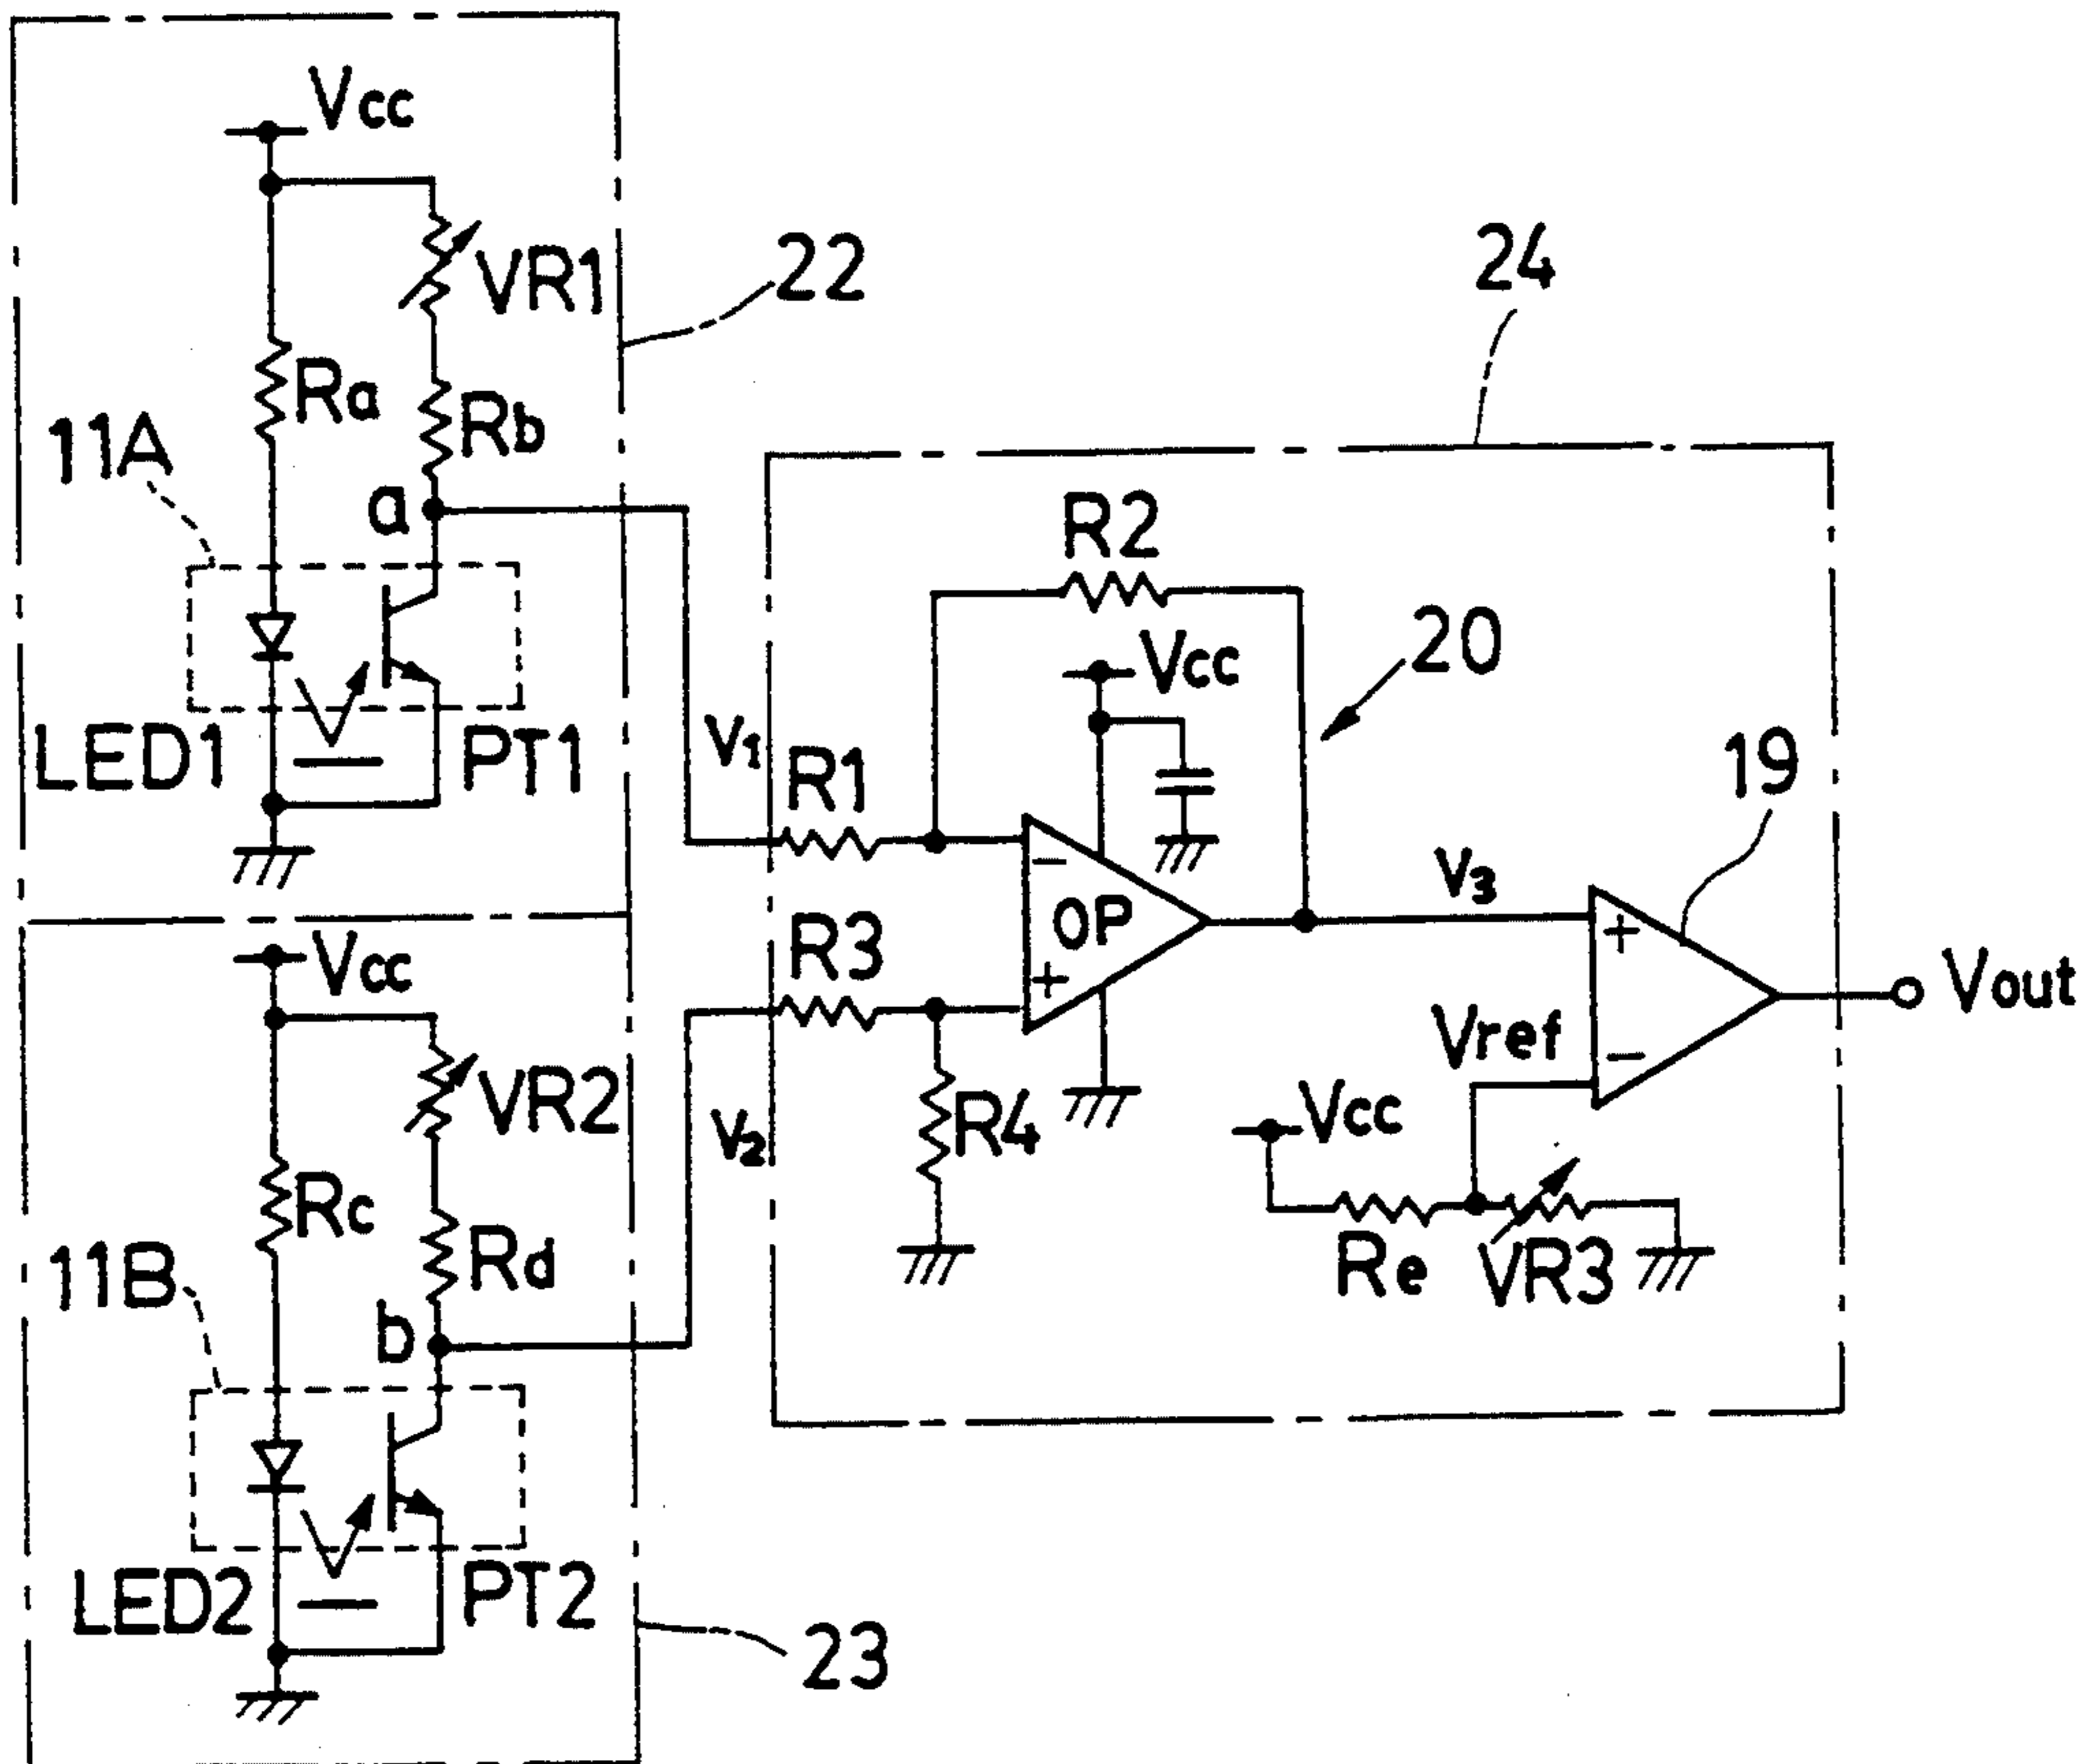 Vcc
VR1
22
Ra
Rb
11A
a
LED1
PT1
Vcc
VR2
Rc
Rd
11B
b
LED2
PT2
23
24
R2
Vcc
20
V1
R1
19
−
OP
+
V3
+
−
Vout
R3
V2
R4
Vref
Vcc
Re
VR3